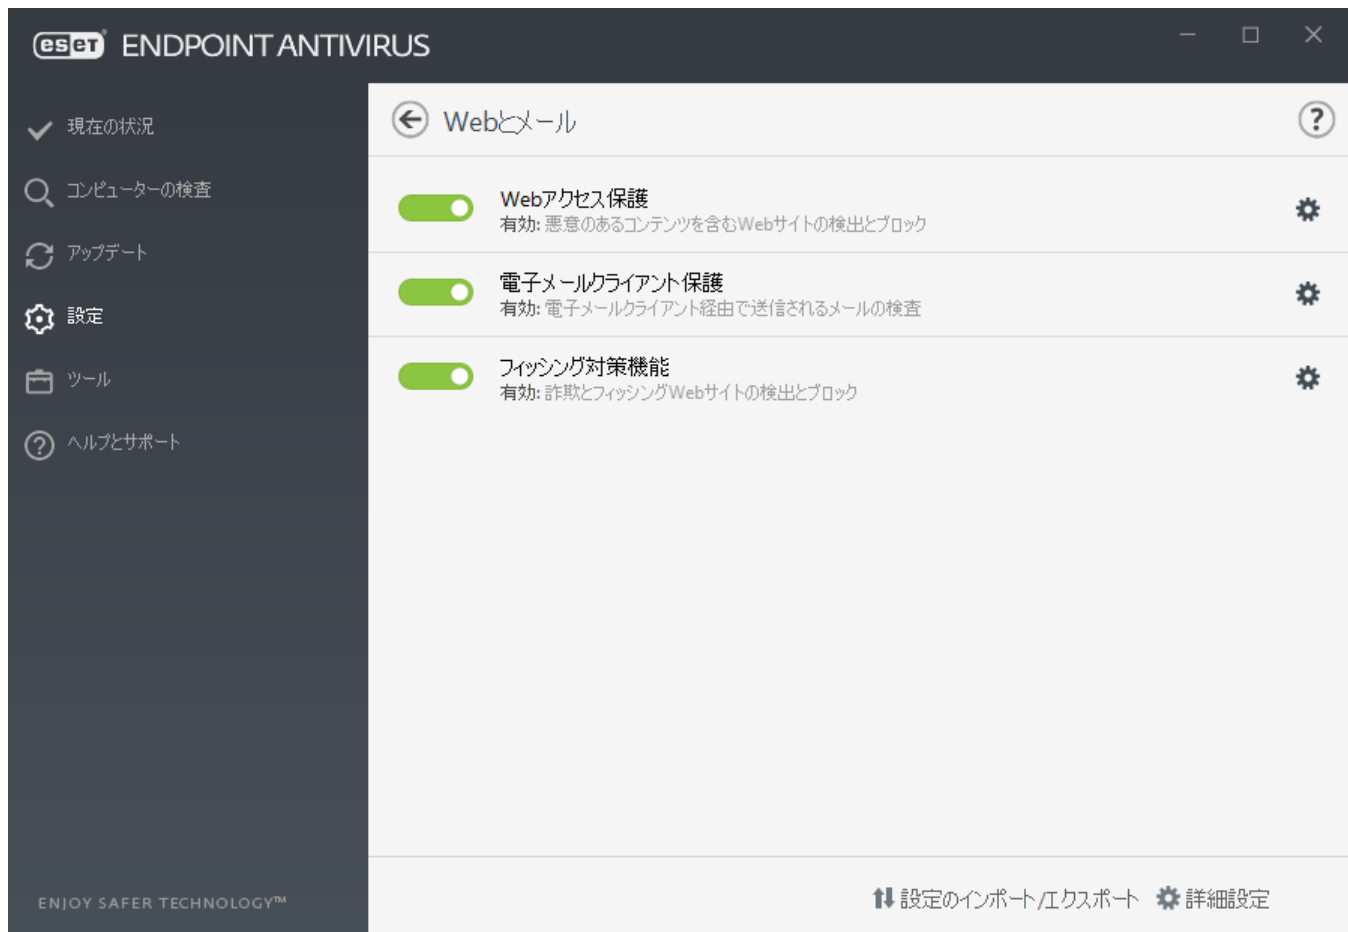 eset ENDPOINT ANTIVIRUS
現在の状況
コンピューターの検査
アップデート
設定
ツール
ヘルプとサポート
ENJOY SAFER TECHNOLOGY™
Webとメール
?
Webアクセス保護
有効: 悪意のあるコンテンツを含むWebサイトの検出とブロック
電子メールクライアント保護
有効: 電子メールクライアント経由で送信されるメールの検査
フィッシング対策機能
有効: 詐欺とフィッシングWebサイトの検出とブロック
設定のインポート/エクスポート 詳細設定